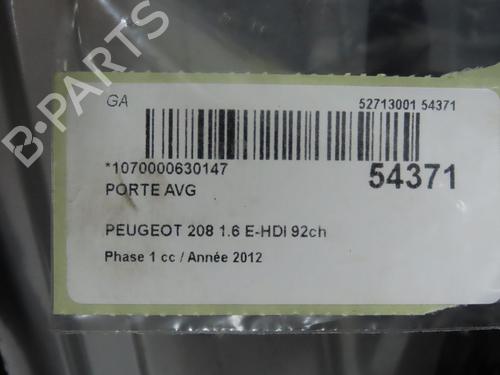 GA
52713001 54371
*1070000630147
54371
PORTE AVG
PEUGEOT 208 1.6 E-HDI 92ch
Phase 1 cc / Année 2012
B-PARTS